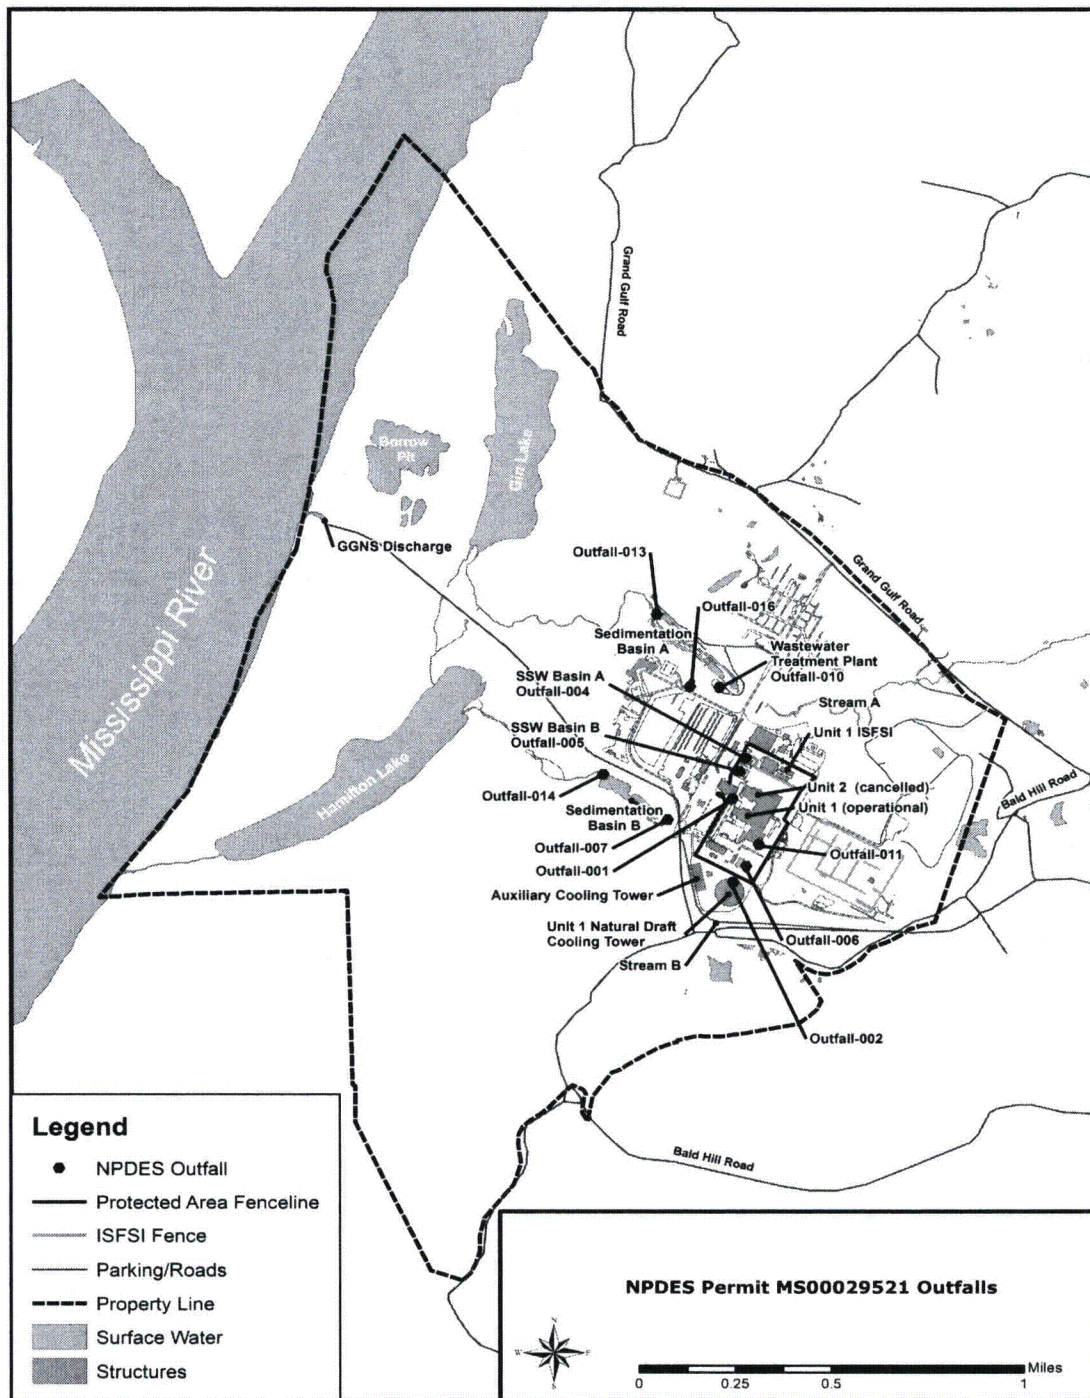 Grand Gulf Road
Borrow
Pit
Gin Lake
GGNS Discharge
Mississippi River
Hamilton Lake
Outfall-013
Outfall-016
Grand Gulf Road
Sedimentation
Basin A
Wastewater
Treatment Plant
Outfall-010
SSW Basin A
Outfall-004
Stream A
SSW Basin B
Outfall-005
Unit 1 ISFSI
Unit 2 (cancelled)
Unit 1 (operational)
Bald Hill Road
Outfall-014
Sedimentation
Basin B
Outfall-007
Outfall-011
Outfall-001
Auxiliary Cooling Tower
Unit 1 Natural Draft
Cooling Tower
Outfall-006
Stream B
Outfall-002
Bald Hill Road
Legend
NPDES Outfall
Protected Area Fenceline
ISFSI Fence
Parking/Roads
Property Line
Surface Water
Structures
NPDES Permit MS00029521 Outfalls
N
W
E
S
Miles
0 0.25 0.5 1